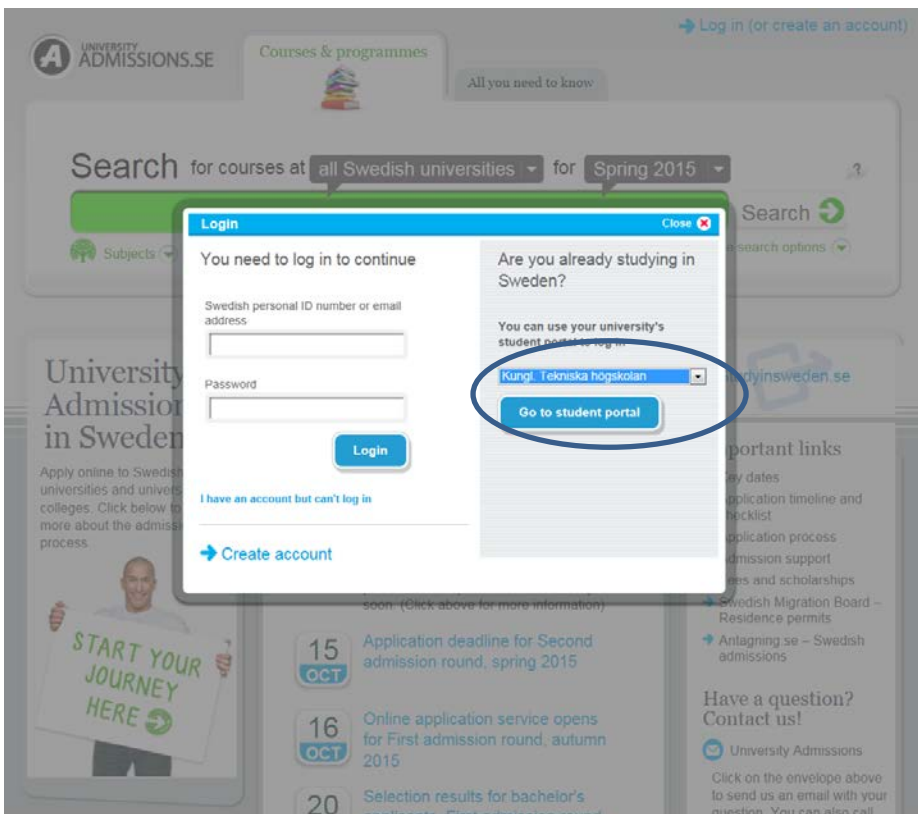 Log in (or create an account)
UNIVERSITY
ADMISSIONS.SE
Courses & programmes
All you need to know
Search for courses at all Swedish universities for Spring 2015
?
Search
Subjects
search options
Login
Close
You need to log in to continue
Swedish personal ID number or email
address
Password
Login
I have an account but can't log in
Create account
Are you already studying in
Sweden?
You can use your university's
student portal to log in
Kungl. Tekniska högskolan
Go to student portal
University
Admission
in Sweden
Apply online to Swedish
universities and univers
colleges. Click below to
more about the admiss
process.
START YOUR
JOURNEY
HERE
soon. (Click above for more information)
15
OCT
Application deadline for Second
admission round, spring 2015
16
OCT
Online application service opens
for First admission round, autumn
2015
20
Selection results for bachelor's
dyinsweden.se
portant links
ey dates
pplication timeline and
hecklist
pplication process
dmission support
ees and scholarships
Swedish Migration Board –
Residence permits
Antagning.se – Swedish
admissions
Have a question?
Contact us!
University Admissions
Click on the envelope above
to send us an email with your
question. You can also call